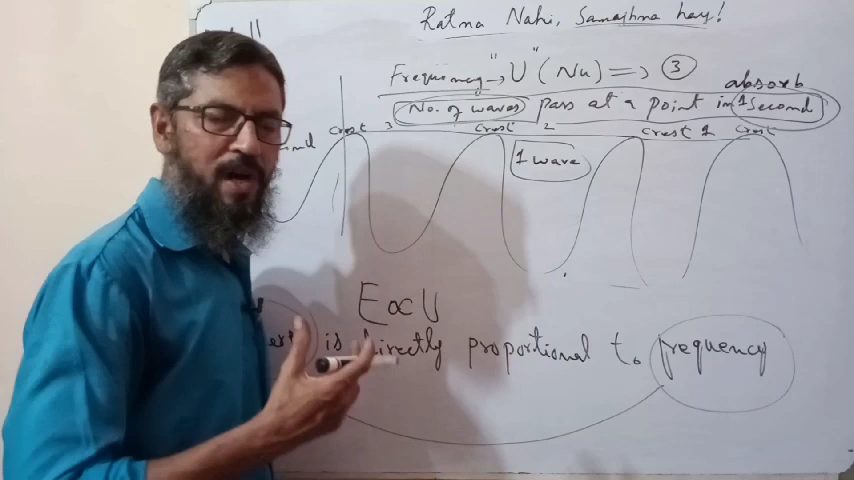 Ratna Nahi, Samajhna hay!
Frequency → "υ" (Nu) => ③
absorb
No. of waves pass at a point in 1 Second
crest 3 crest 2 crest 1 crest
1 wave
E ∝ υ
is directly proportional to frequency